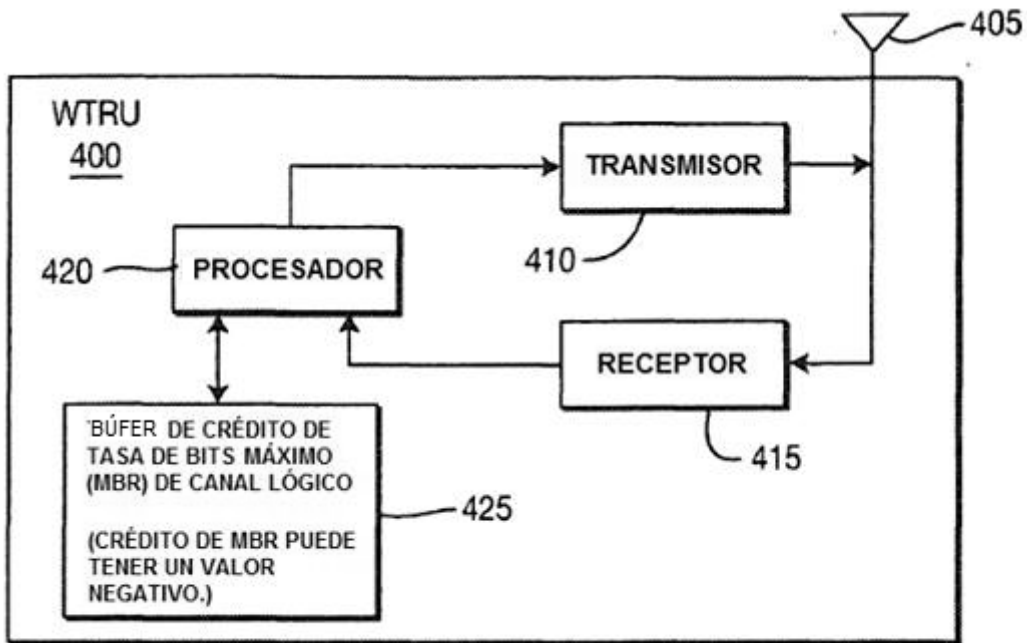 405
WTRU
400
TRANSMISOR
410
420
PROCESADOR
RECEPTOR
415
BÚFER DE CRÉDITO DE
TASA DE BITS MÁXIMO
(MBR) DE CANAL LÓGICO
(CRÉDITO DE MBR PUEDE
TENER UN VALOR
NEGATIVO.)
425